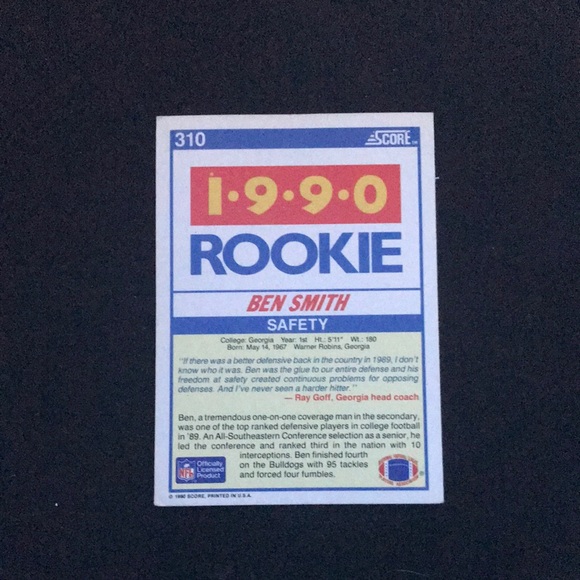 310 SCORE
1·9·9·0
ROOKIE
BEN SMITH
SAFETY
College: Georgia Year: 1st Ht.: 5'11" Wt.: 180
Born: May 14, 1967 Warner Robins, Georgia
"If there was a better defensive back in the country in 1989, I don't
know who it was. Ben was the glue to our entire defense and his
freedom at safety created continuous problems for opposing
defenses. And I've never seen a harder hitter."
— Ray Goff, Georgia head coach
Ben, a tremendous one-on-one coverage man in the secondary,
was one of the top ranked defensive players in college football
in '89. An All-Southeastern Conference selection as a senior, he
led the conference and ranked third in the nation with 10
interceptions. Ben finished fourth
on the Bulldogs with 95 tackles
and forced four fumbles.
NFL
Officially
Licensed
Product
© 1990 SCORE, PRINTED IN U.S.A.